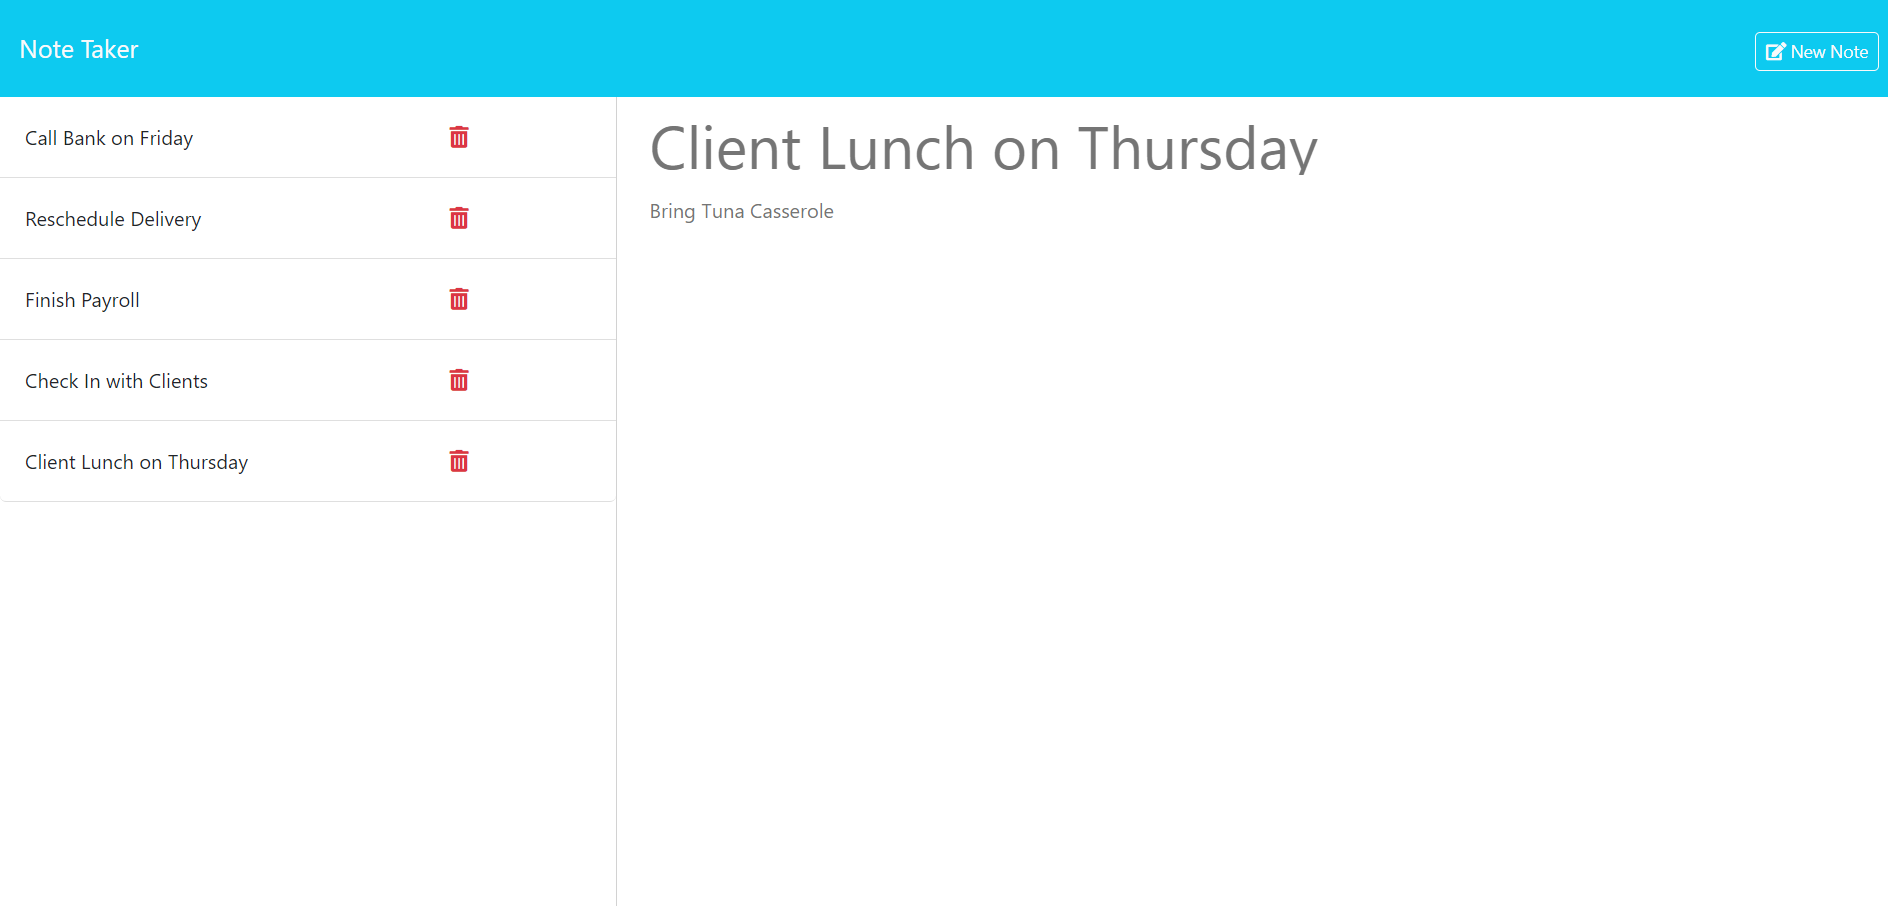 Note Taker
New Note
Call Bank on Friday
Reschedule Delivery
Finish Payroll
Check In with Clients
Client Lunch on Thursday
Client Lunch on Thursday
Bring Tuna Casserole